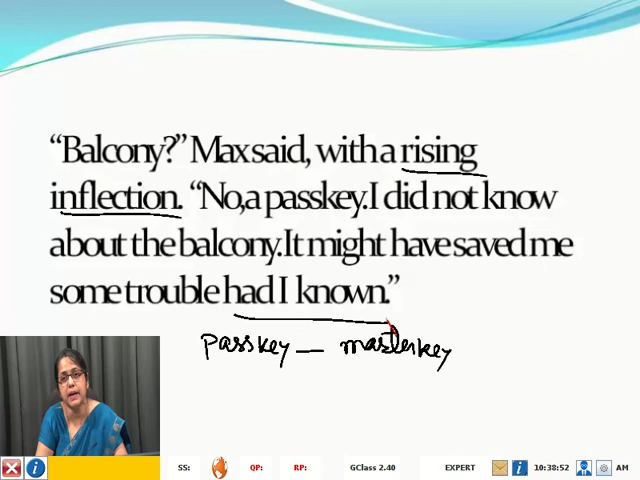 “Balcony?” Max said, with a rising
inflection. “No,a passkey.I did not know
about the balcony.It might have saved me
some trouble had I known.”
passkey — masterkey
SS: QP: RP: GClass 2.40 EXPERT 10:38:52 AM